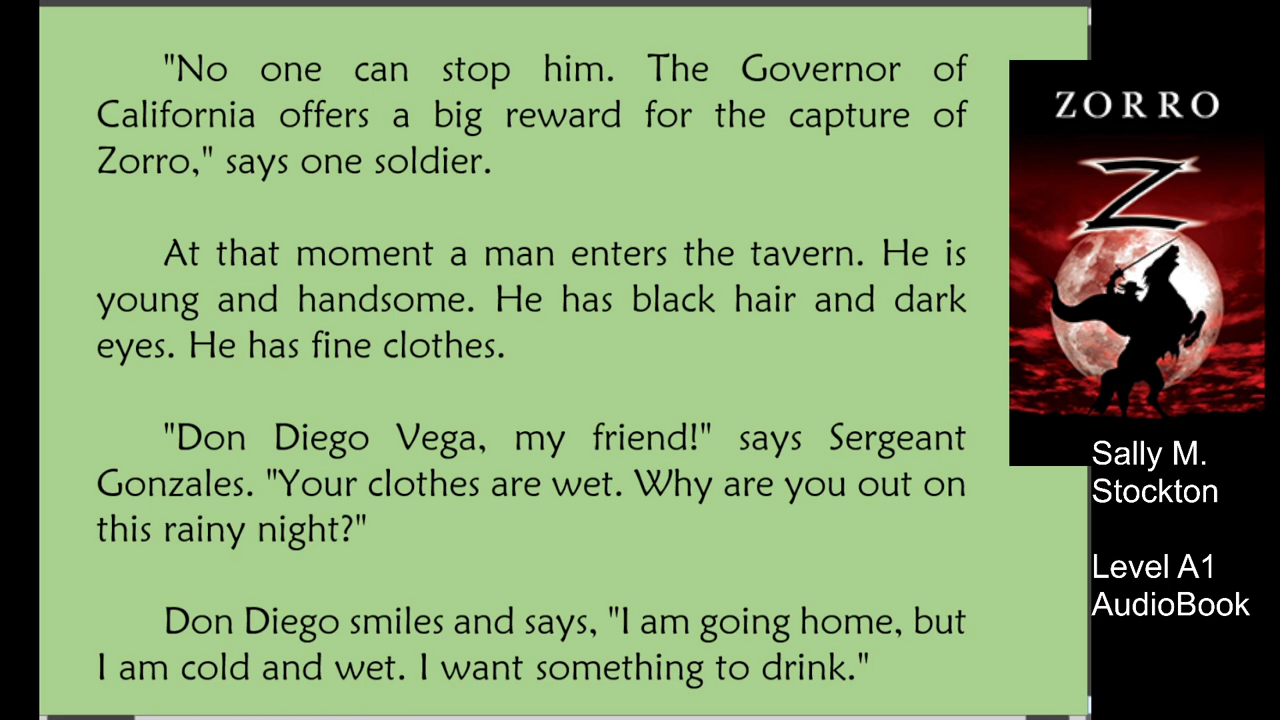 "No one can stop him. The Governor of
California offers a big reward for the capture of
Zorro," says one soldier.
At that moment a man enters the tavern. He is
young and handsome. He has black hair and dark
eyes. He has fine clothes.
"Don Diego Vega, my friend!" says Sergeant
Gonzales. "Your clothes are wet. Why are you out on
this rainy night?"
Don Diego smiles and says, "I am going home, but
I am cold and wet. I want something to drink."
ZORRO
Z
Sally M.
Stockton
Level A1
AudioBook